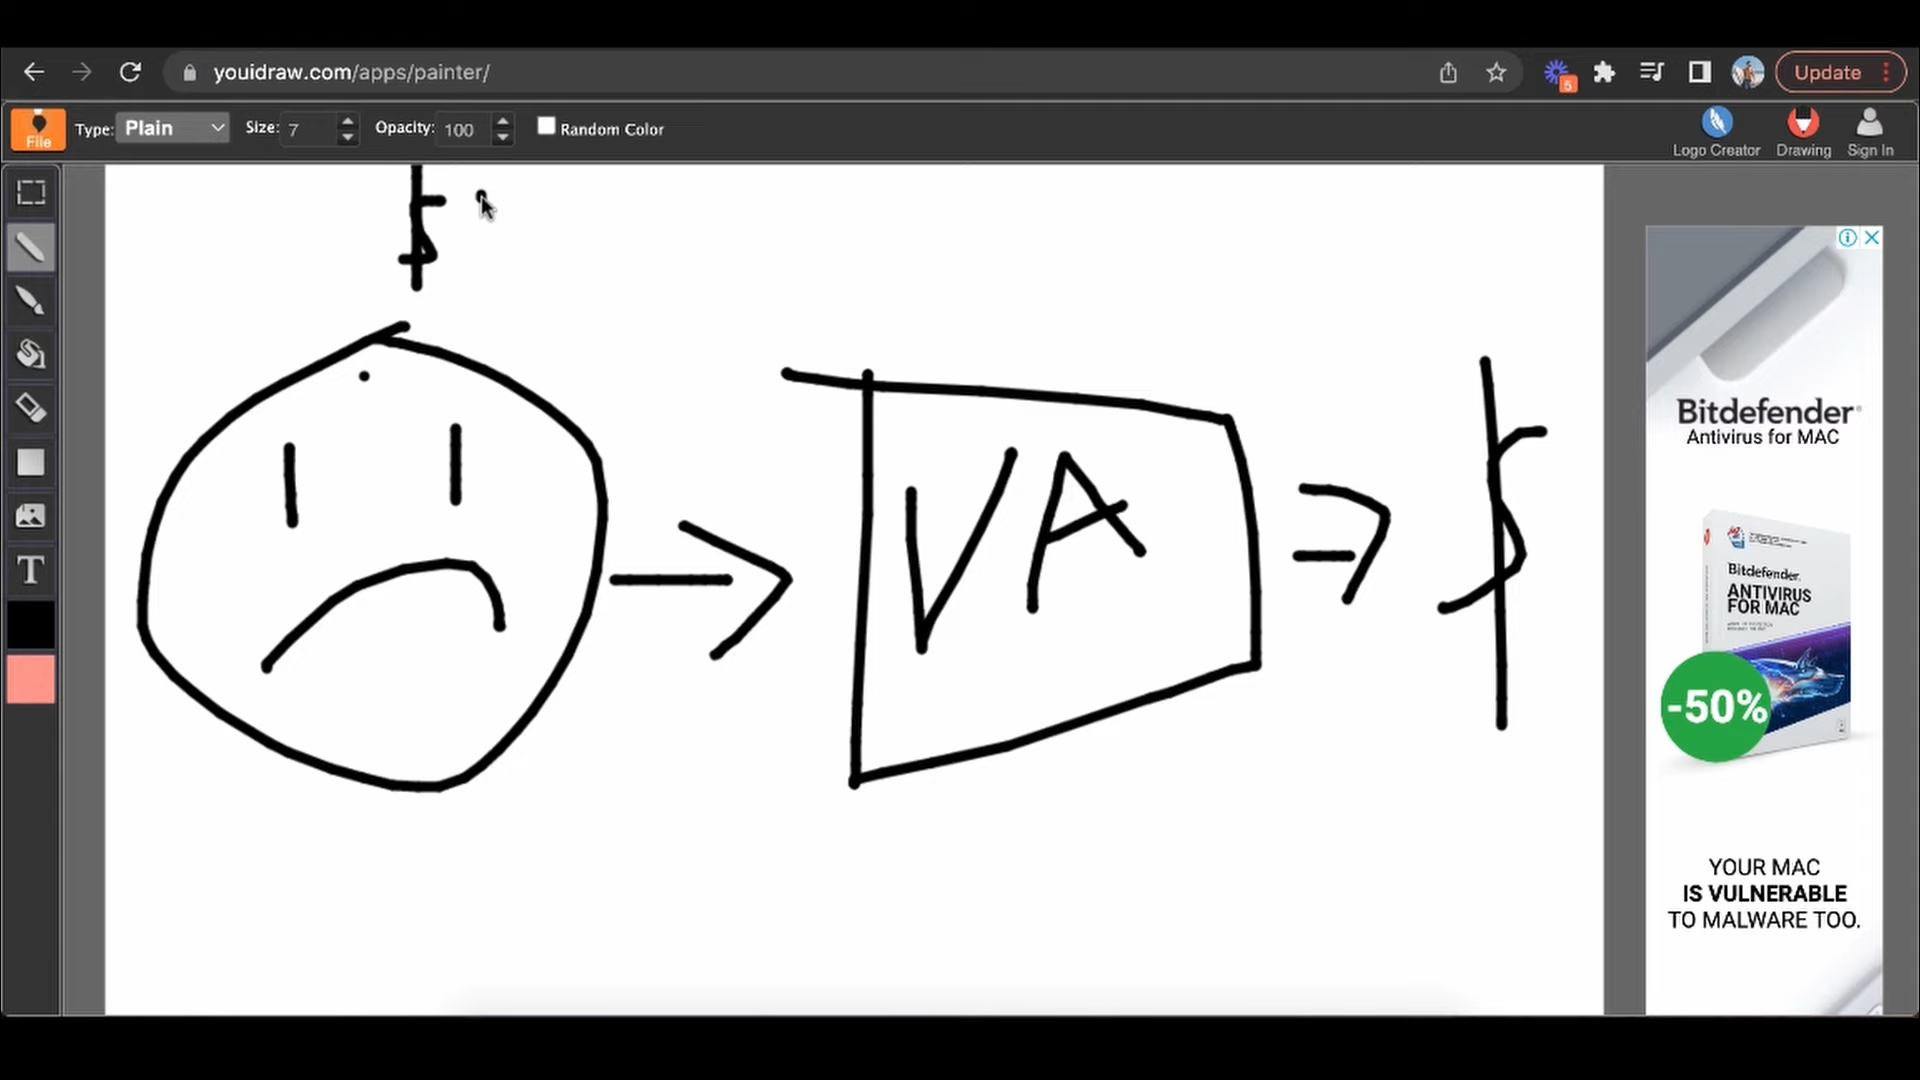 youidraw.com/apps/painter/
5
Update
File
Type: Plain
Size: 7
Opacity: 100
Random Color
Logo Creator
Drawing
Sign In
$
T
VA
$
Bitdefender
Antivirus for MAC
Bitdefender
ANTIVIRUS
FOR MAC
-50%
YOUR MAC
IS VULNERABLE
TO MALWARE TOO.